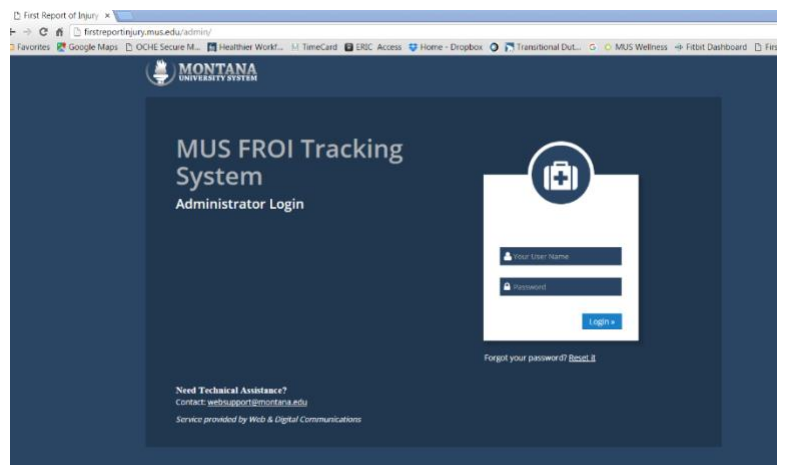 First Report of Injury
firstreportinjury.mus.edu/admin/
Favorites Google Maps OCHE Secure M... Healthier Workf... TimeCard ERIC Access Home - Dropbox Transitional Dut... G MUS Wellness Fitbit Dashboard Firs
MONTANA
UNIVERSITY SYSTEM
MUS FROI Tracking
System
Administrator Login
Your User Name
Password
Login »
Forgot your password? Reset it
Need Technical Assistance?
Contact: websupport@montana.edu
Service provided by Web & Digital Communications